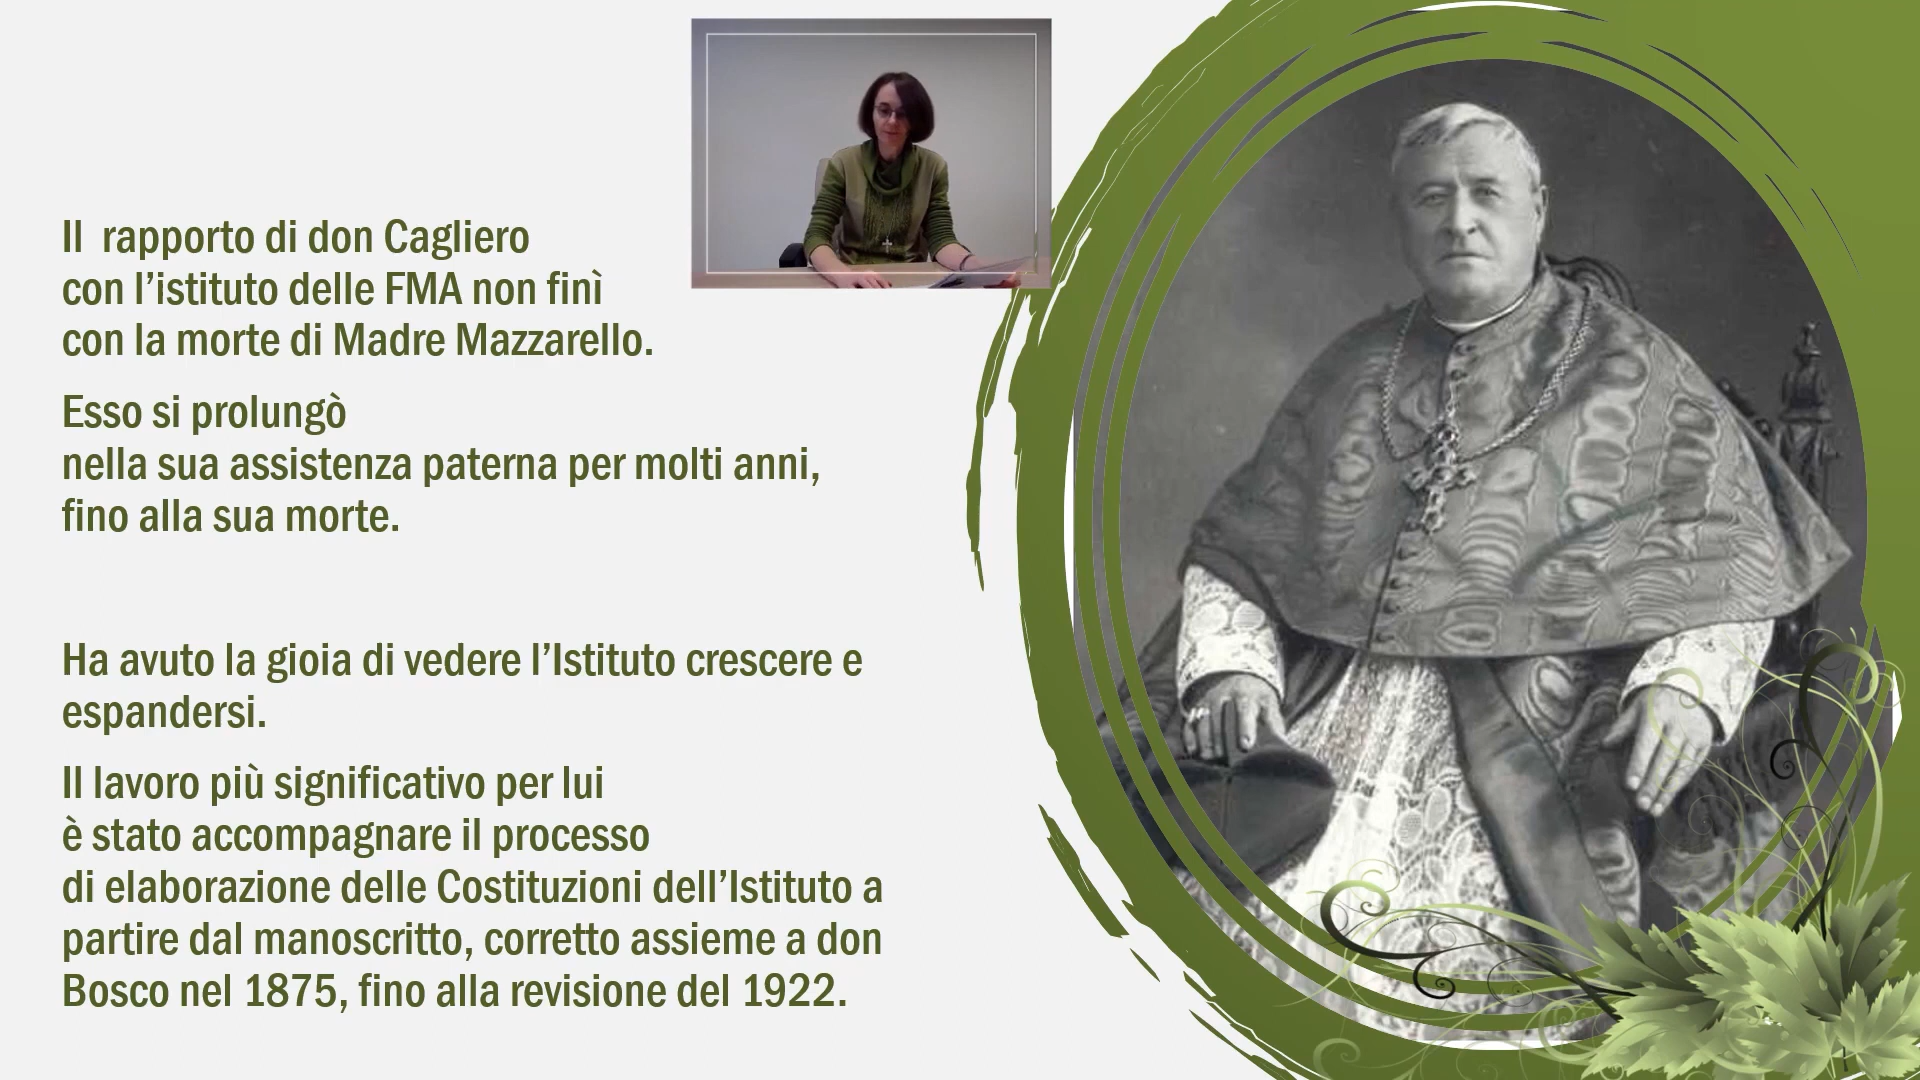 Il  rapporto di don Cagliero
con l’istituto delle FMA non finì
con la morte di Madre Mazzarello.
Esso si prolungò
nella sua assistenza paterna per molti anni,
fino alla sua morte.
Ha avuto la gioia di vedere l’Istituto crescere e
espandersi.
Il lavoro più significativo per lui
è stato accompagnare il processo
di elaborazione delle Costituzioni dell’Istituto a
partire dal manoscritto, corretto assieme a don
Bosco nel 1875, fino alla revisione del 1922.